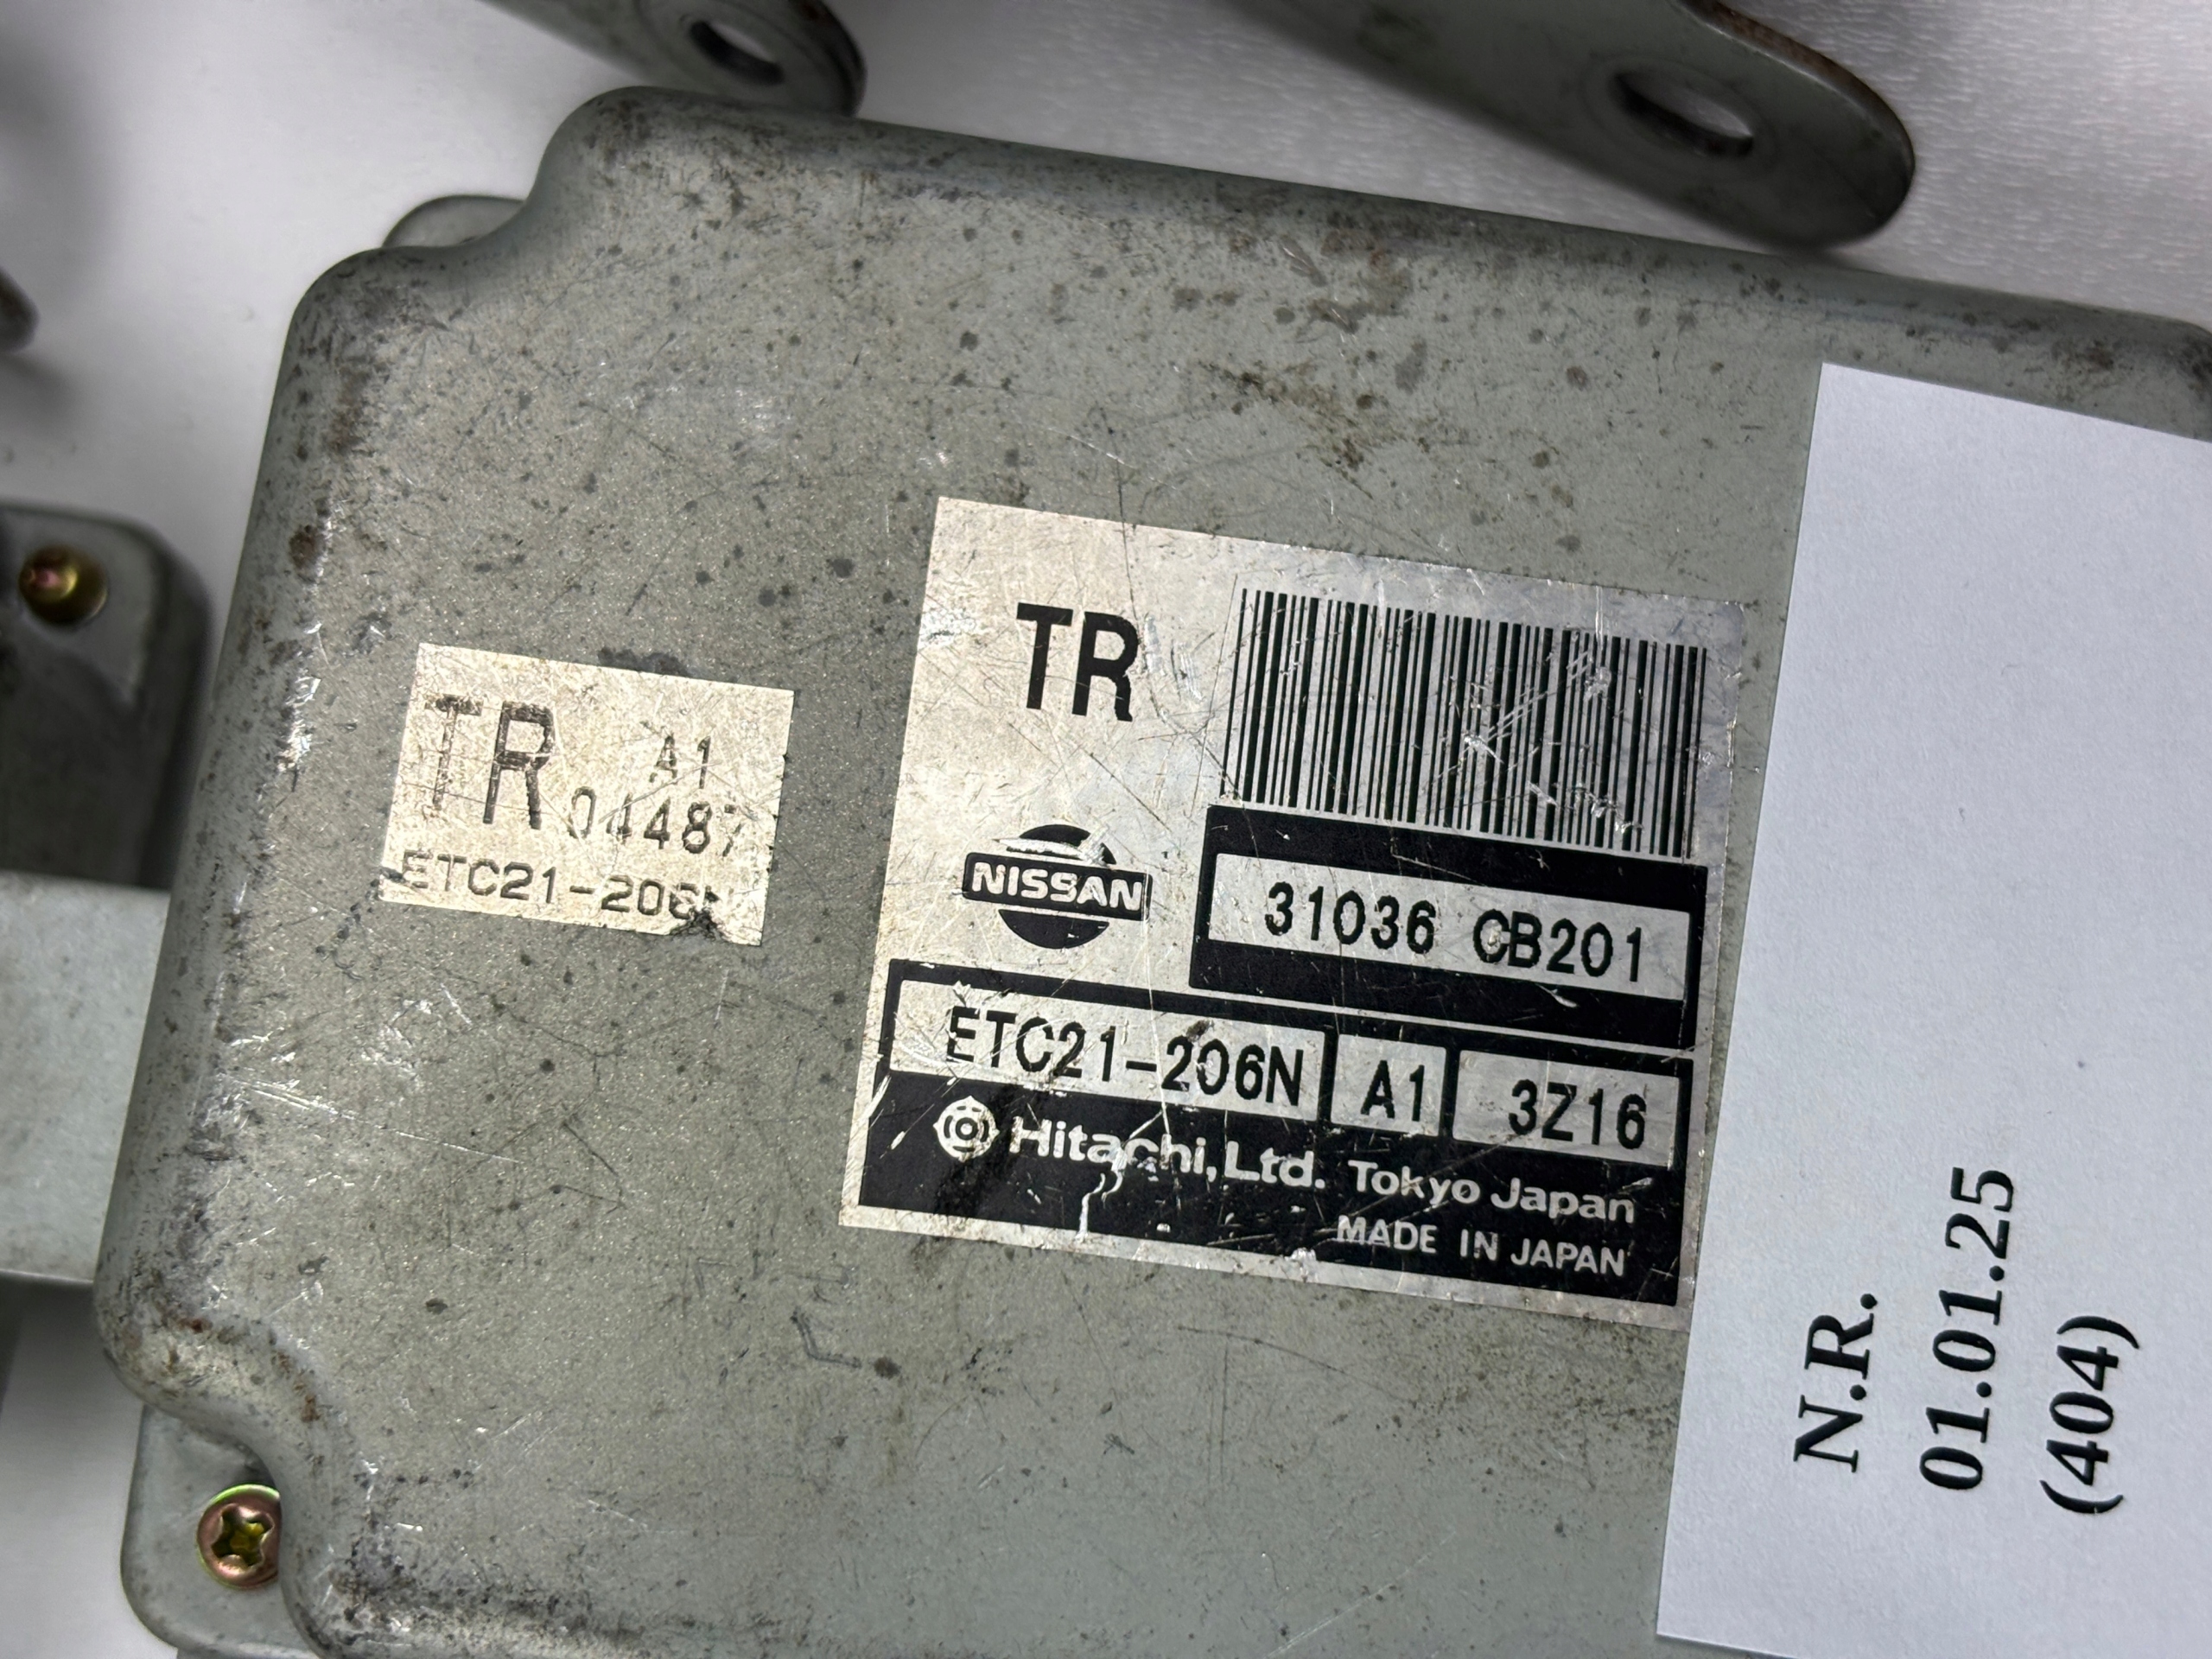 TR
A1
04487
ETC21-206N
TR
NISSAN
31036 CB201
ETC21-206N A1 3Z16
Hitachi, Ltd. Tokyo Japan
MADE IN JAPAN
N.R.
01.01.25
(404)